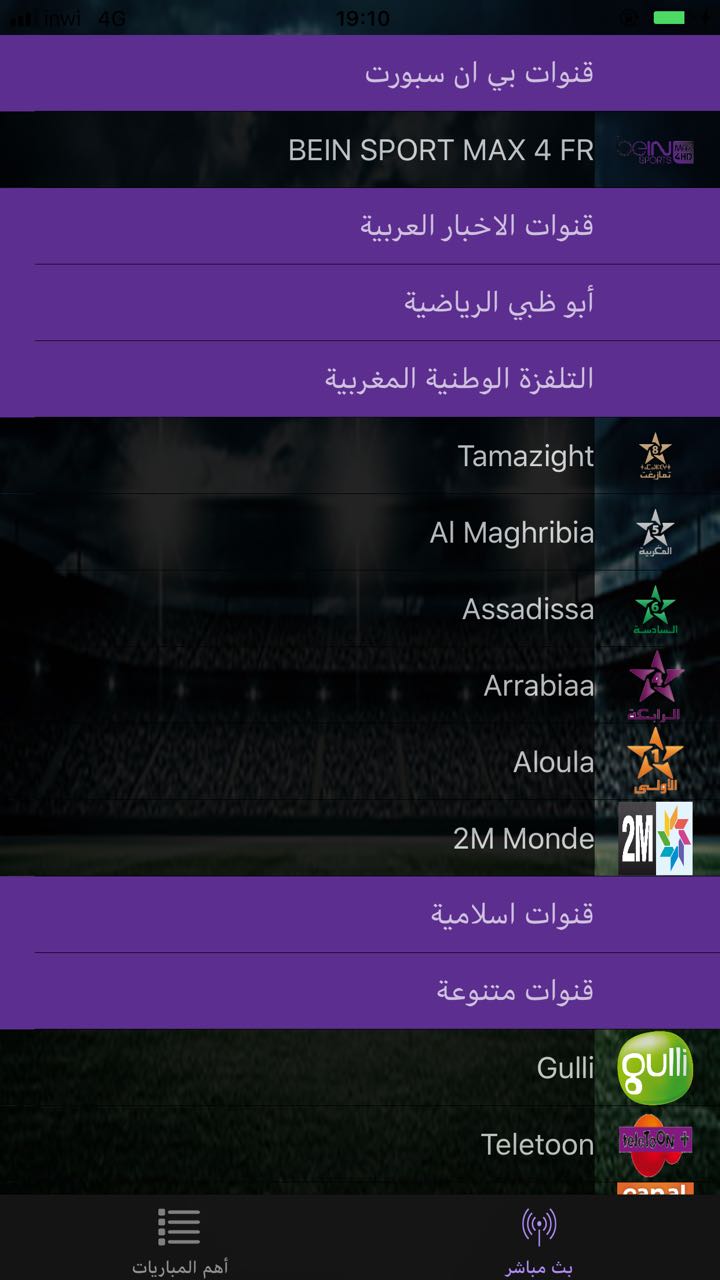 inwi 4G 19:10
قنوات بي ان سبورت
BEIN SPORT MAX 4 FR
beIN SPORTS MAX 4HD
قنوات الاخبار العربية
أبو ظبي الرياضية
التلفزة الوطنية المغربية
Tamazight
8
تمازيغت
Al Maghribia
5
المغربية
Assadissa
6
السادسة
Arrabiaa
4
الرابعة
Aloula
1
الأولى
2M Monde
2M
قنوات اسلامية
قنوات متنوعة
Gulli
gulli
Teletoon
teletoon +
canal
بث مباشر
أهم المباريات